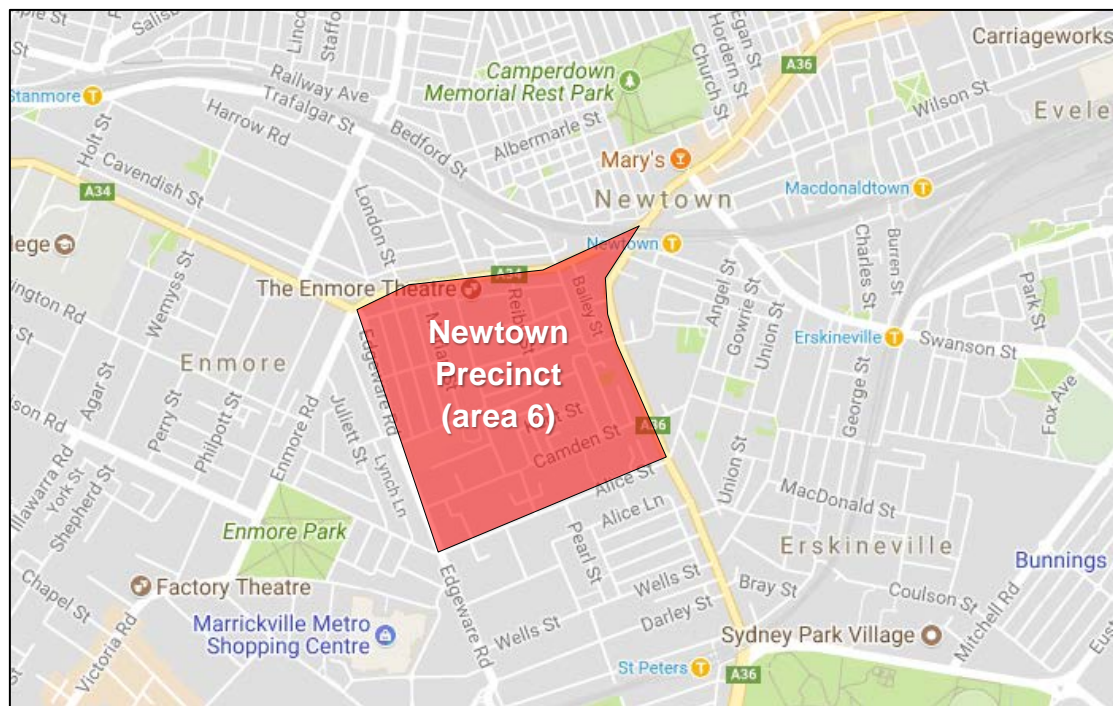 Salisb
St
Linco
Staffo
Egan St
Hordern St
Church St
A36
Carriageworks
Camperdown
Memorial Rest Park
Railway Ave
Trafalgar St
Stanmore
Harrow Rd
Bedford St
Albermarle St
Wilson St
Evele
Holt St
Cavendish St
A34
Mary's
Newtown
Macdonaldtown
London St
Charles St
Burren St
Newtown
llege
Wemyss St
The Enmore Theatre
A34
Bailey St
Angel St
Gowrie St
Union St
Park St
Erskineville
Swanson St
Enmore
Edgeware Rd
Newtown
Precinct
(area 6)
Agar St
Perry St
Philpott St
Enmore Rd
Juliett St
Lynch Ln
Camden St
A36
George St
Fox Ave
Illawarra Rd
York St
Shepherd St
Alice St
Alice Ln
Union St
MacDonald St
Enmore Park
Pearl St
Erskineville
Bunnings
Factory Theatre
Chapel St
Victoria Rd
Marrickville Metro
Shopping Centre
Edgeware Rd
Wells St
Wells St
Darley St
Bray St
Coulson St
Mitchell Rd
Sydney Park Village
St Peters
A36